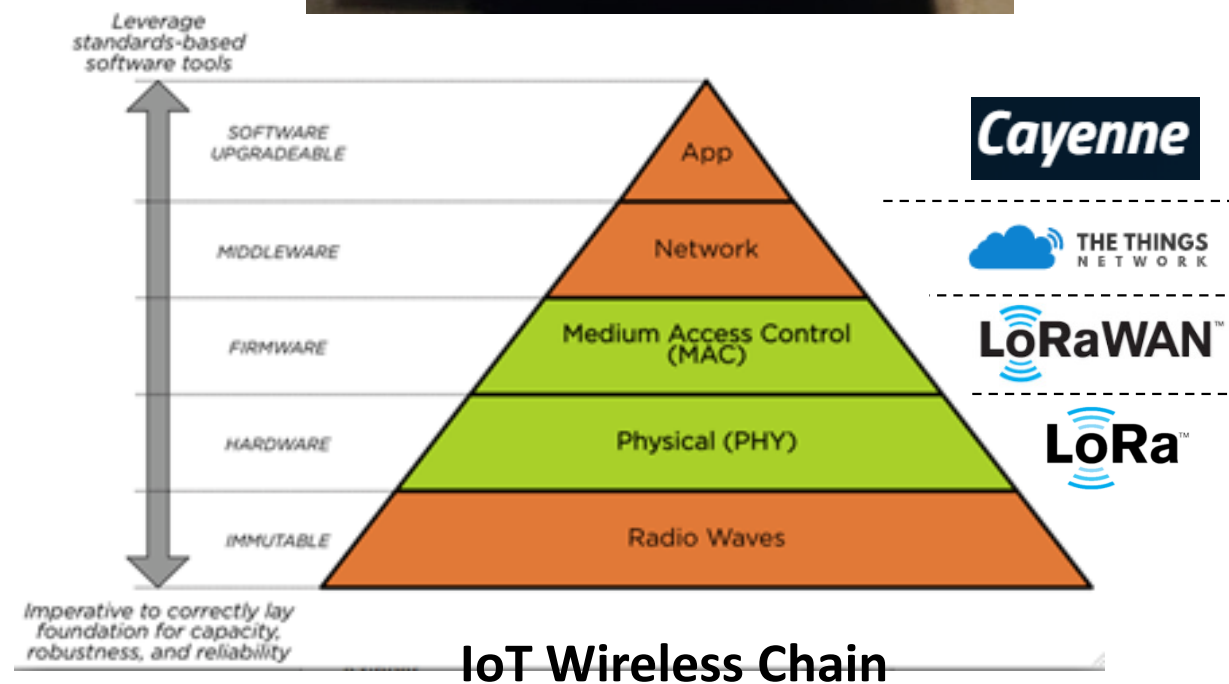 Leverage
standards-based
software tools
SOFTWARE
UPGRADEABLE
App
Cayenne
MIDDLEWARE
Network
THE THINGS
NETWORK
FIRMWARE
Medium Access Control
(MAC)
LoRaWAN™
HARDWARE
Physical (PHY)
LoRa™
IMMUTABLE
Radio Waves
Imperative to correctly lay
foundation for capacity,
robustness, and reliability
IoT Wireless Chain